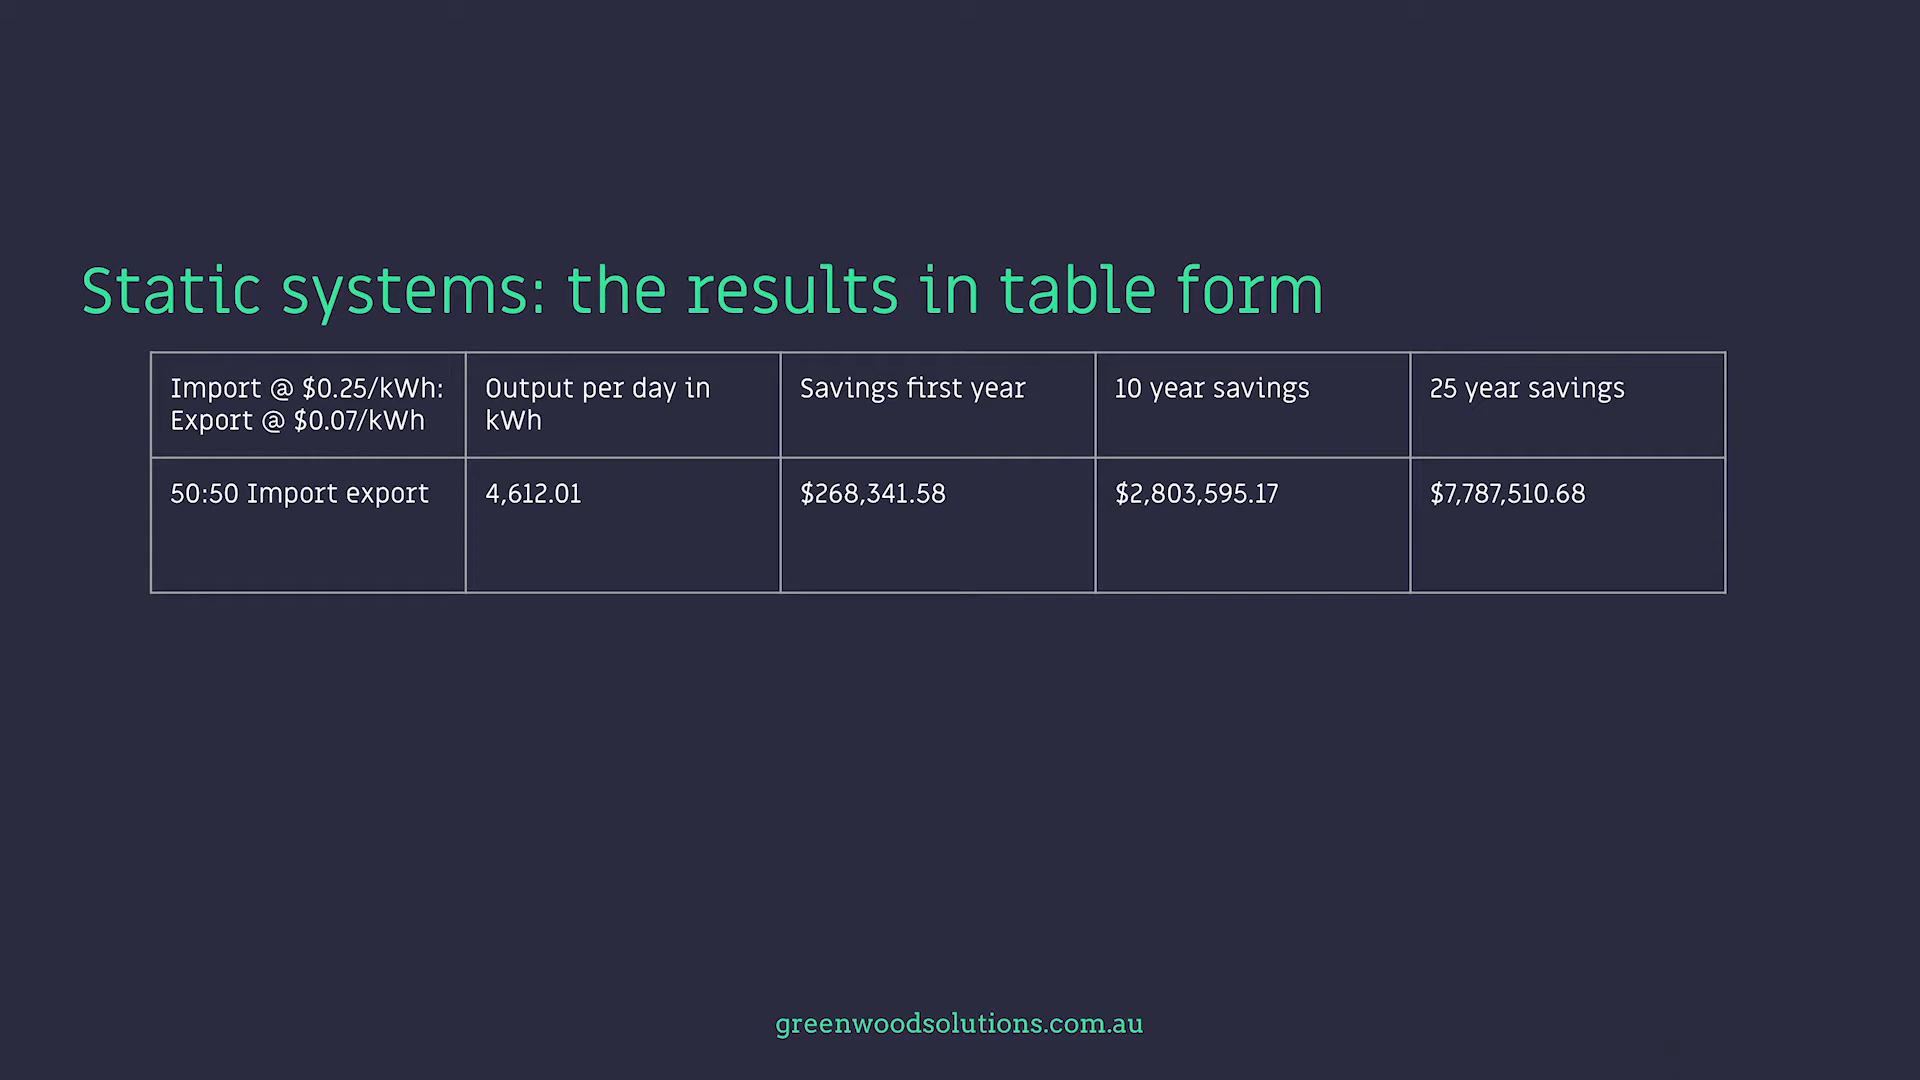 Static systems: the results in table form
Import @ $0.25/kWh:
Export @ $0.07/kWh
Output per day in
kWh
Savings first year
10 year savings
25 year savings
50:50 Import export
4,612.01
$268,341.58
$2,803,595.17
$7,787,510.68
greenwoodsolutions.com.au